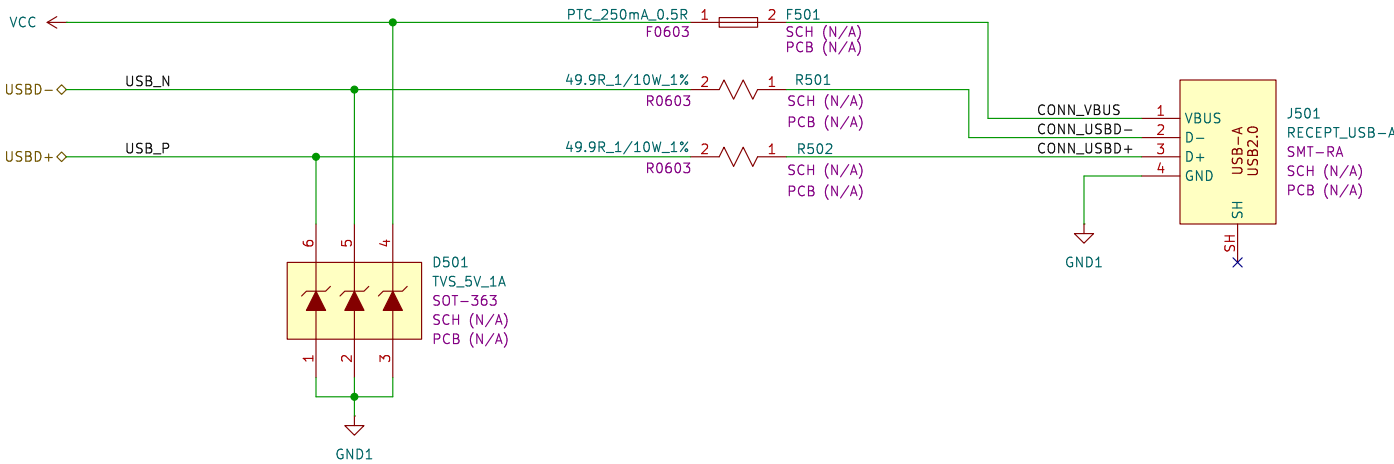 VCC
PTC_250mA_0.5R
F0603
1
2
F501
SCH (N/A)
PCB (N/A)
USBD-
USB_N
49.9R_1/10W_1%
R0603
2
1
R501
SCH (N/A)
PCB (N/A)
USBD+
USB_P
49.9R_1/10W_1%
R0603
2
1
R502
SCH (N/A)
PCB (N/A)
CONN_VBUS
CONN_USBD-
CONN_USBD+
1
2
3
4
VBUS
D-
D+
GND
USB-A
USB2.0
SH
SH
J501
RECEPT_USB-A
SMT-RA
SCH (N/A)
PCB (N/A)
GND1
6
5
4
D501
TVS_5V_1A
SOT-363
SCH (N/A)
PCB (N/A)
1
2
3
GND1